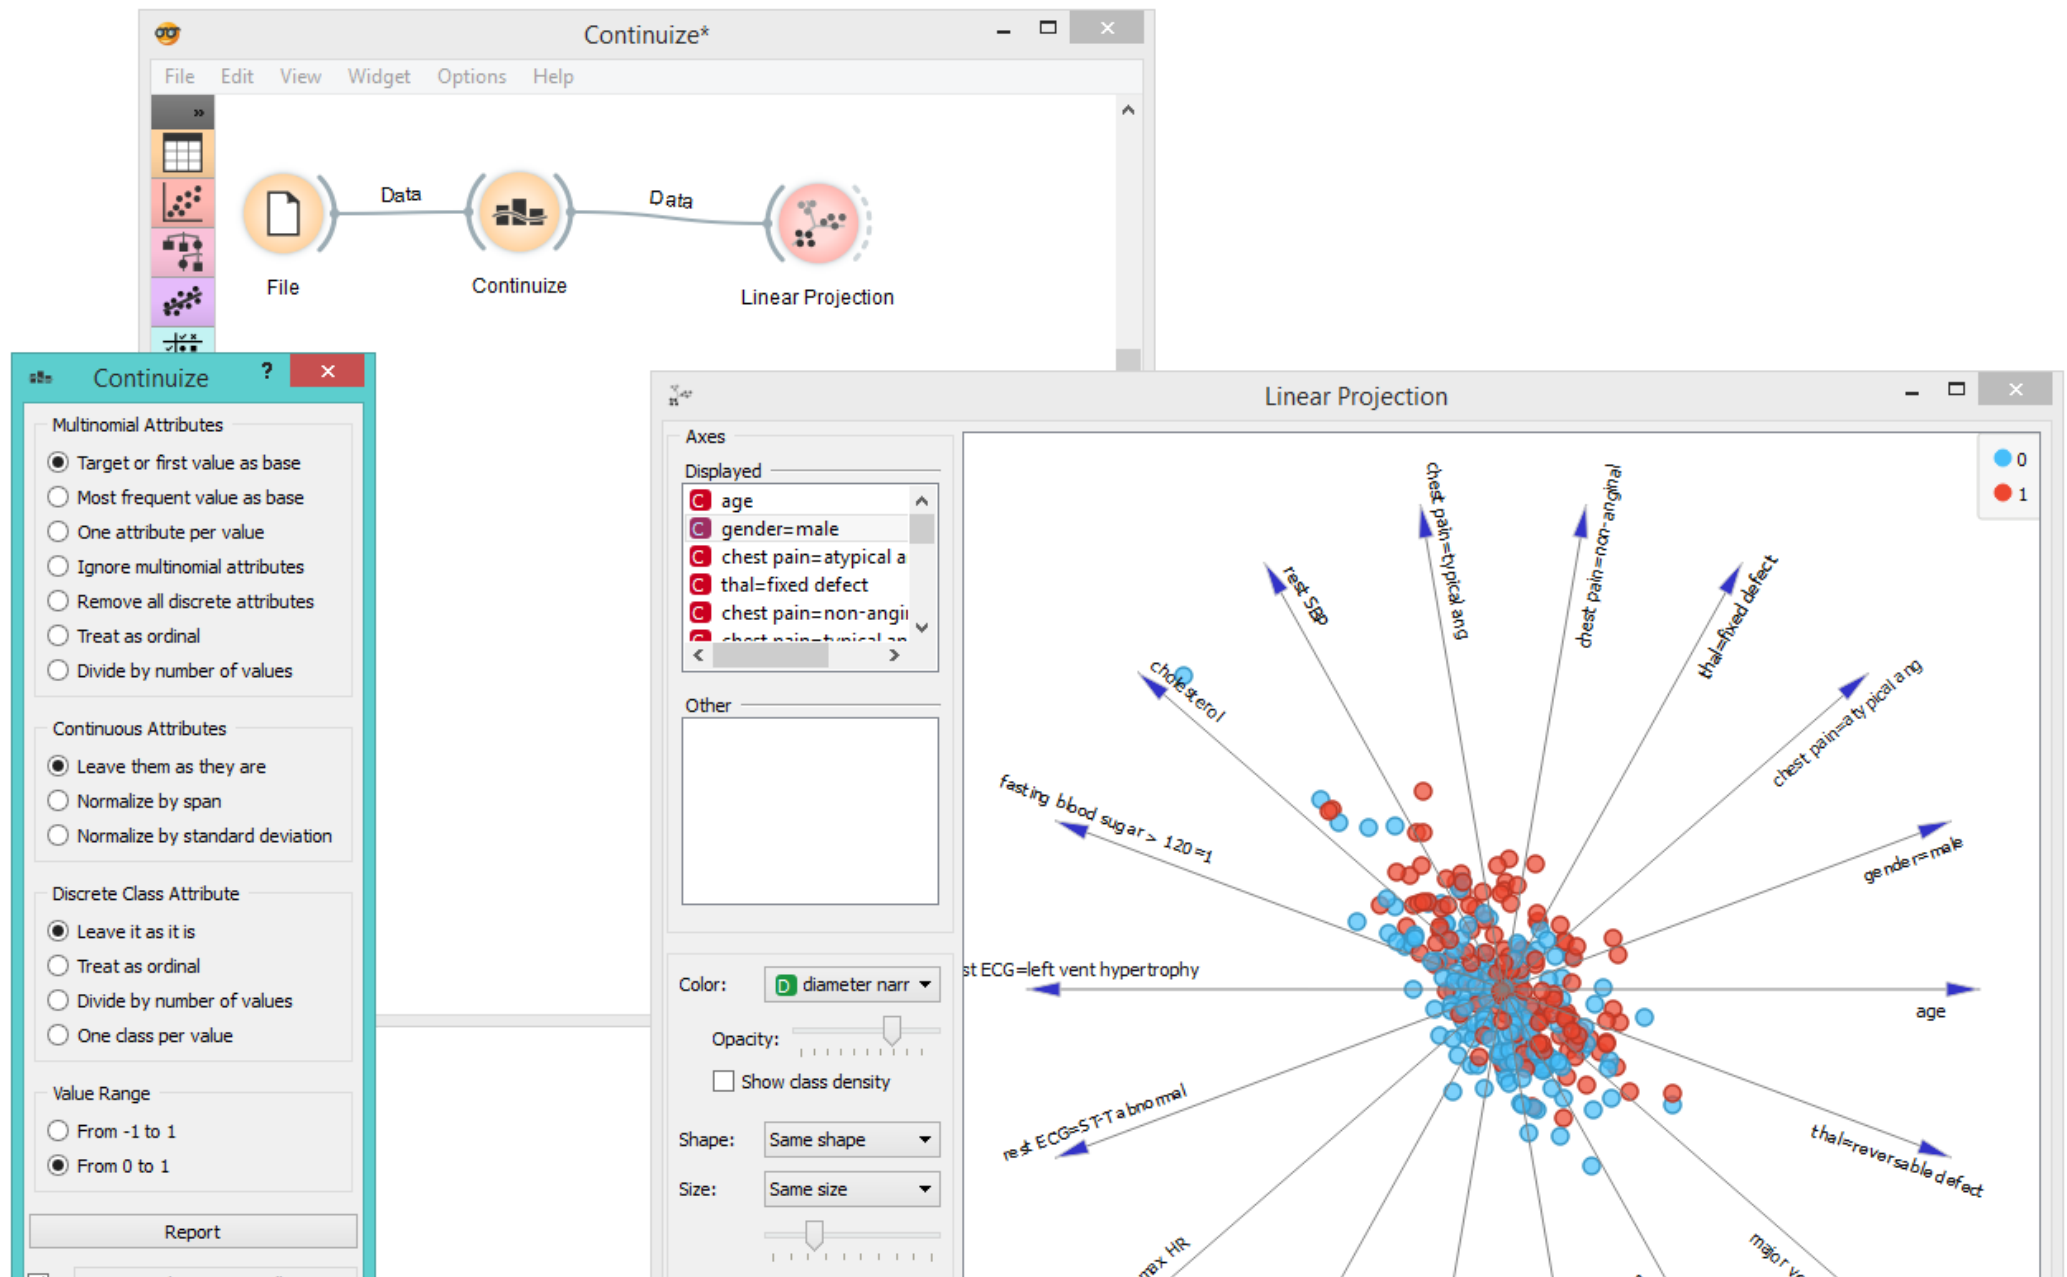 Continuize*
File Edit View Widget Options Help
»
Data
Data
File
Continuize
Linear Projection
Continuize
?
Multinomial Attributes
Target or first value as base
Most frequent value as base
One attribute per value
Ignore multinomial attributes
Remove all discrete attributes
Treat as ordinal
Divide by number of values
Continuous Attributes
Leave them as they are
Normalize by span
Normalize by standard deviation
Discrete Class Attribute
Leave it as it is
Treat as ordinal
Divide by number of values
One class per value
Value Range
From -1 to 1
From 0 to 1
Report
Linear Projection
Axes
Displayed
C age
C gender=male
C chest pain=atypical a
C thal=fixed defect
C chest pain=non-angin
C chest pain=typical an
Other
Color: D diameter narr
Opacity:
Show class density
Shape: Same shape
Size: Same size
0
1
chest pain=typical ang
chest pain=non-anginal
rest SBP
thal=fixed defect
cholesterol
chest pain=atypical ang
fasting blood sugar > 120=1
gender=male
st ECG=left vent hypertrophy
age
rest ECG=ST-T abnormal
thal=reversable defect
max HR
major ve